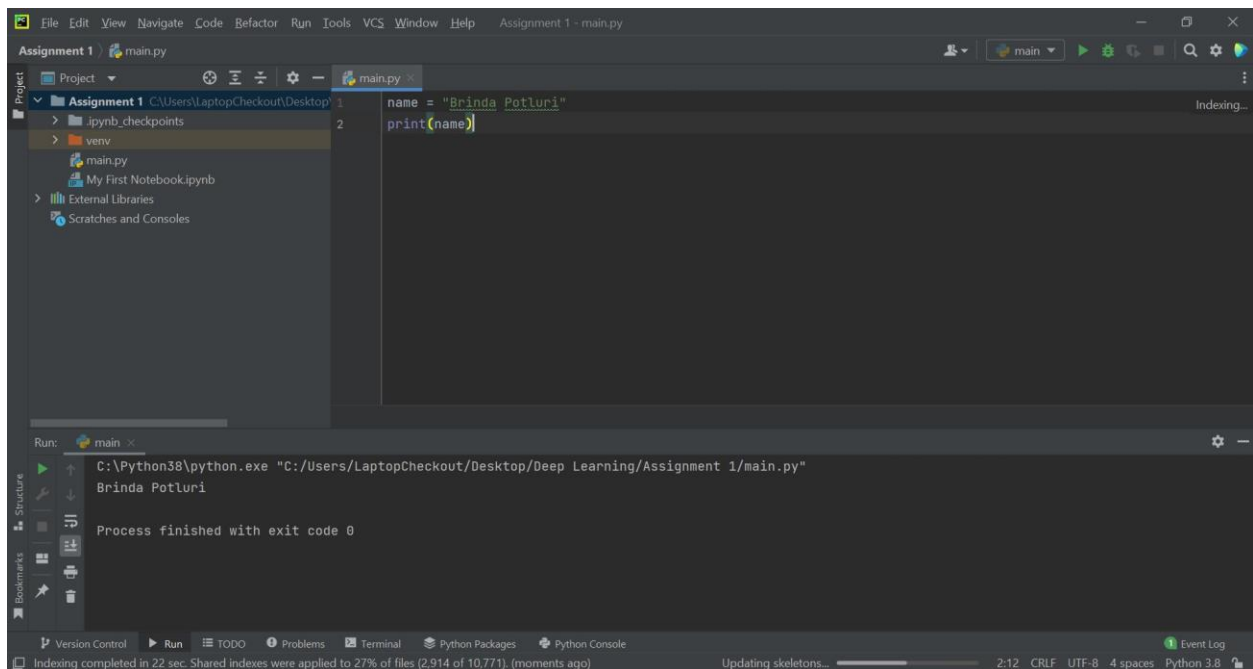 File Edit View Navigate Code Refactor Run Tools VCS Window Help Assignment 1 - main.py
Assignment 1 main.py
main
Project
main.py
Assignment 1 C:\Users\LaptopCheckout\Desktop\
.ipynb_checkpoints
venv
main.py
My First Notebook.ipynb
External Libraries
Scratches and Consoles
1 name = "Brinda Potluri"
2 print(name)
Indexing...
Project
Structure
Bookmarks
Run: main
C:\Python38\python.exe "C:/Users/LaptopCheckout/Desktop/Deep Learning/Assignment 1/main.py"
Brinda Potluri
Process finished with exit code 0
Version Control Run TODO Problems Terminal Python Packages Python Console 1 Event Log
Indexing completed in 22 sec. Shared indexes were applied to 27% of files (2,914 of 10,771). (moments ago) Updating skeletons... 2:12 CRLF UTF-8 4 spaces Python 3.8